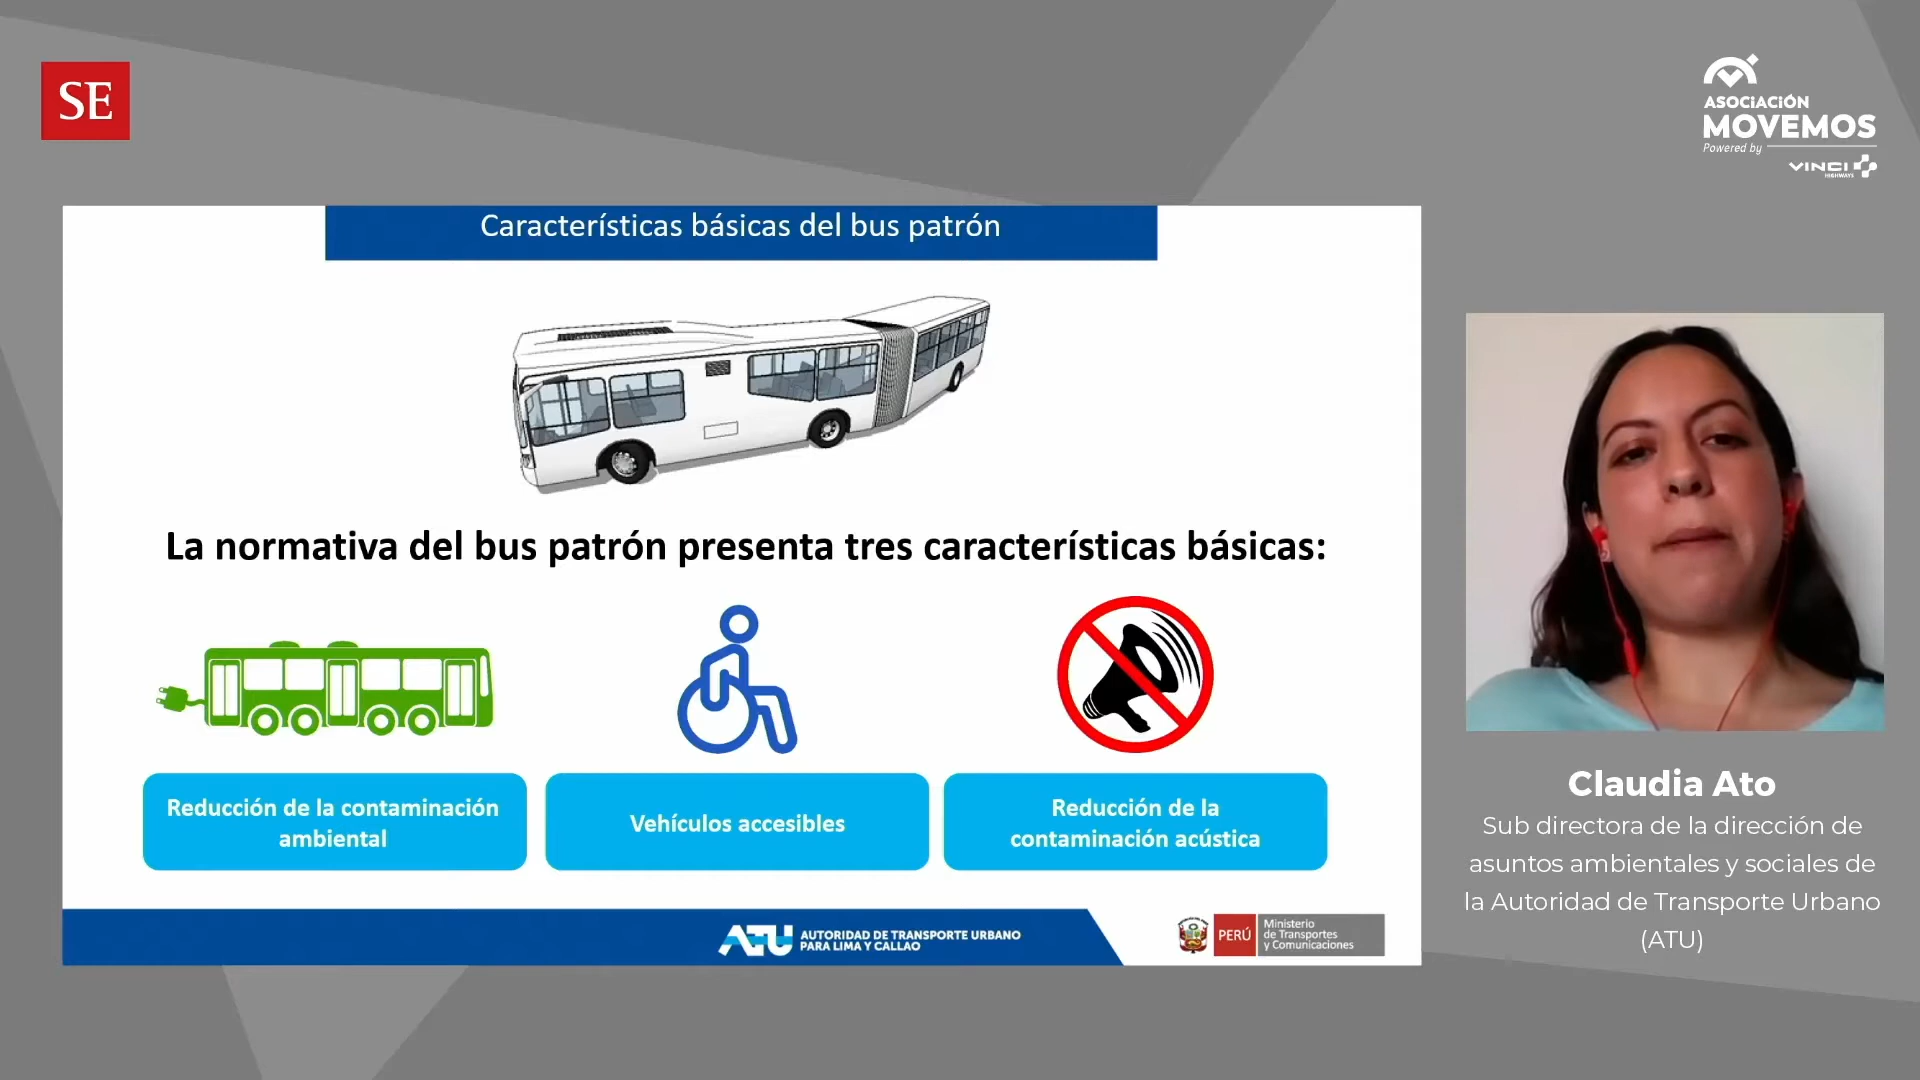 SE
ASOCIACIÓN
MOVEMOS
Powered by
VINCI
HIGHWAYS
Características básicas del bus patrón
La normativa del bus patrón presenta tres características básicas:
Reducción de la contaminación
ambiental
Vehículos accesibles
Reducción de la
contaminación acústica
ATU
AUTORIDAD DE TRANSPORTE URBANO
PARA LIMA Y CALLAO
PERÚ
Ministerio
de Transportes
y Comunicaciones
Claudia Ato
Sub directora de la dirección de
asuntos ambientales y sociales de
la Autoridad de Transporte Urbano
(ATU)